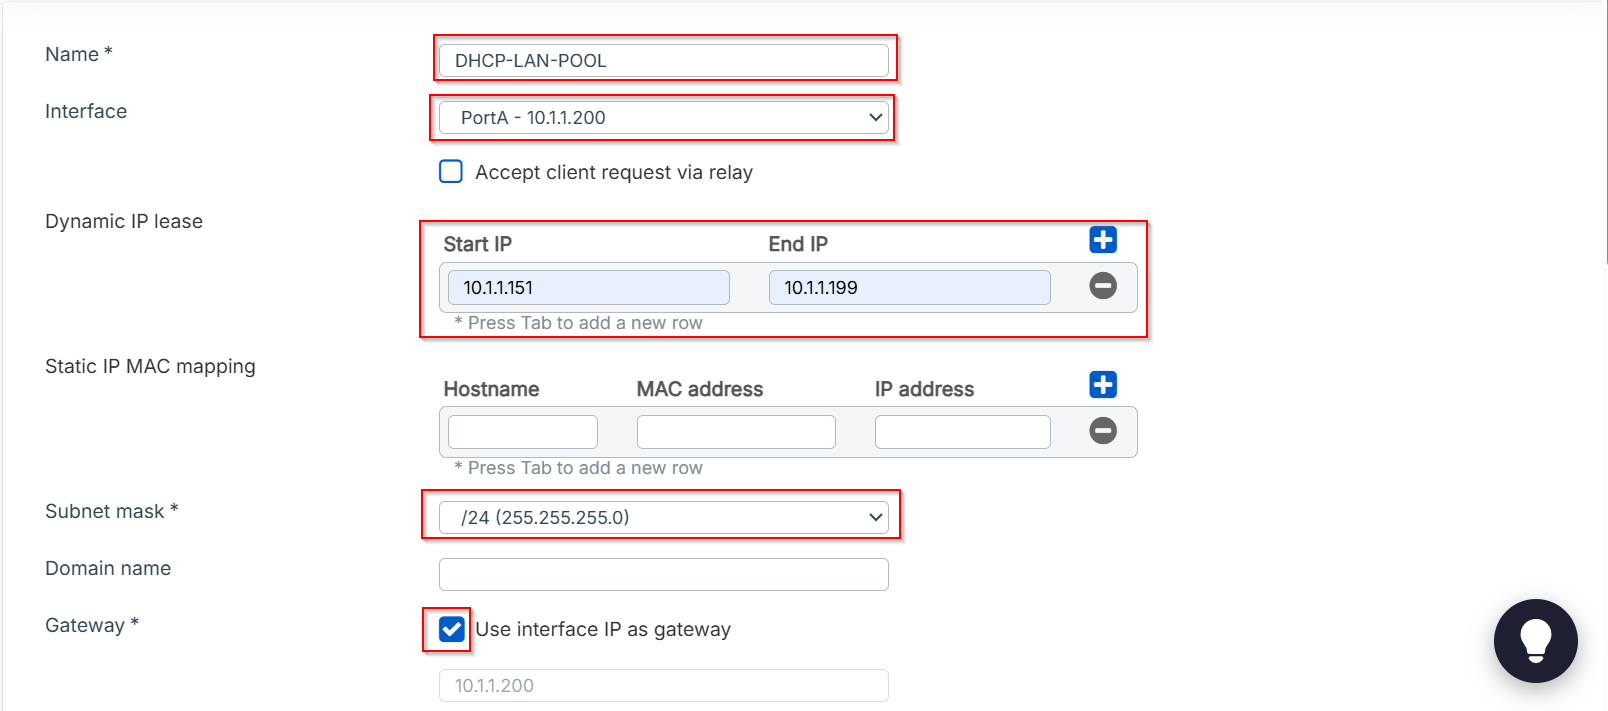 Name *
DHCP-LAN-POOL
Interface
PortA - 10.1.1.200
Accept client request via relay
Dynamic IP lease
Start IP End IP
10.1.1.151 10.1.1.199
* Press Tab to add a new row
Static IP MAC mapping
Hostname MAC address IP address
* Press Tab to add a new row
Subnet mask *
/24 (255.255.255.0)
Domain name
Gateway *
Use interface IP as gateway
10.1.1.200